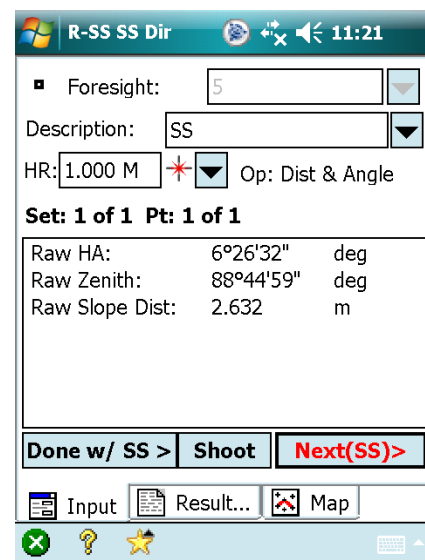 R-SS SS Dir 11:21
Foresight: 5
Description: SS
HR: 1.000 M Op: Dist & Angle
Set: 1 of 1 Pt: 1 of 1
Raw HA: 6°26'32" deg
Raw Zenith: 88°44'59" deg
Raw Slope Dist: 2.632 m
Done w/ SS > Shoot Next(SS)>
Input Result... Map